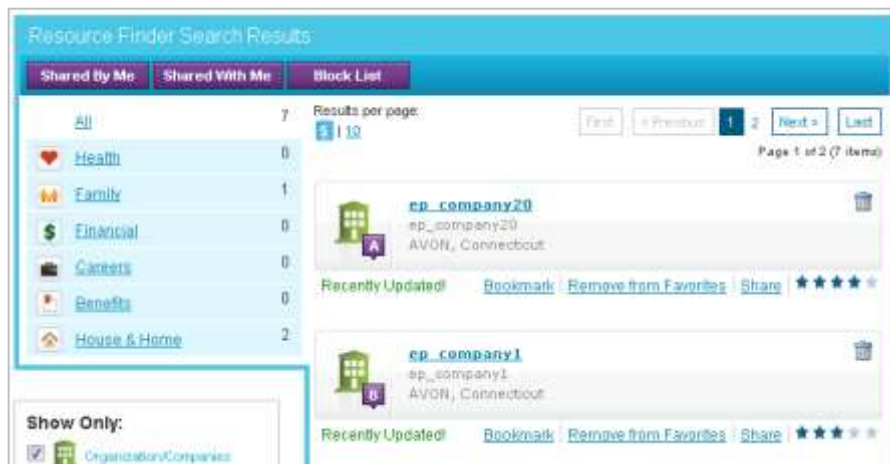 Resource Finder Search Results
Shared By Me Shared With Me Block List
All 7
Health 0
Family 1
Financial 0
Careers 0
Benefits 0
House & Home 2
Show Only:
Organization/Companies
Results per page:
5 | 10
First « Previous 1 2 Next » Last
Page 1 of 2 (7 items)
A
ep_company20
ep_company20
AVON, Connecticut
Recently Updated! Bookmark Remove from Favorites Share
B
ep_company1
ep_company1
AVON, Connecticut
Recently Updated! Bookmark Remove from Favorites Share